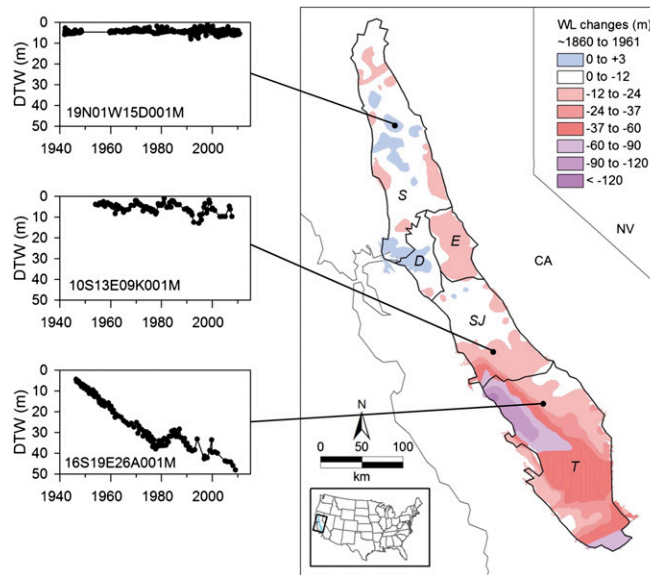 0
10
20
30
40
50
DTW (m)
19N01W15D001M
1940 1960 1980 2000
0
10
20
30
40
50
DTW (m)
10S13E09K001M
1940 1960 1980 2000
0
10
20
30
40
50
DTW (m)
16S19E26A001M
1940 1960 1980 2000
WL changes (m)
~1860 to 1961
0 to +3
0 to -12
-12 to -24
-24 to -37
-37 to -60
-60 to -90
-90 to -120
< -120
NV
CA
S
E
D
SJ
T
N
0 50 100
km